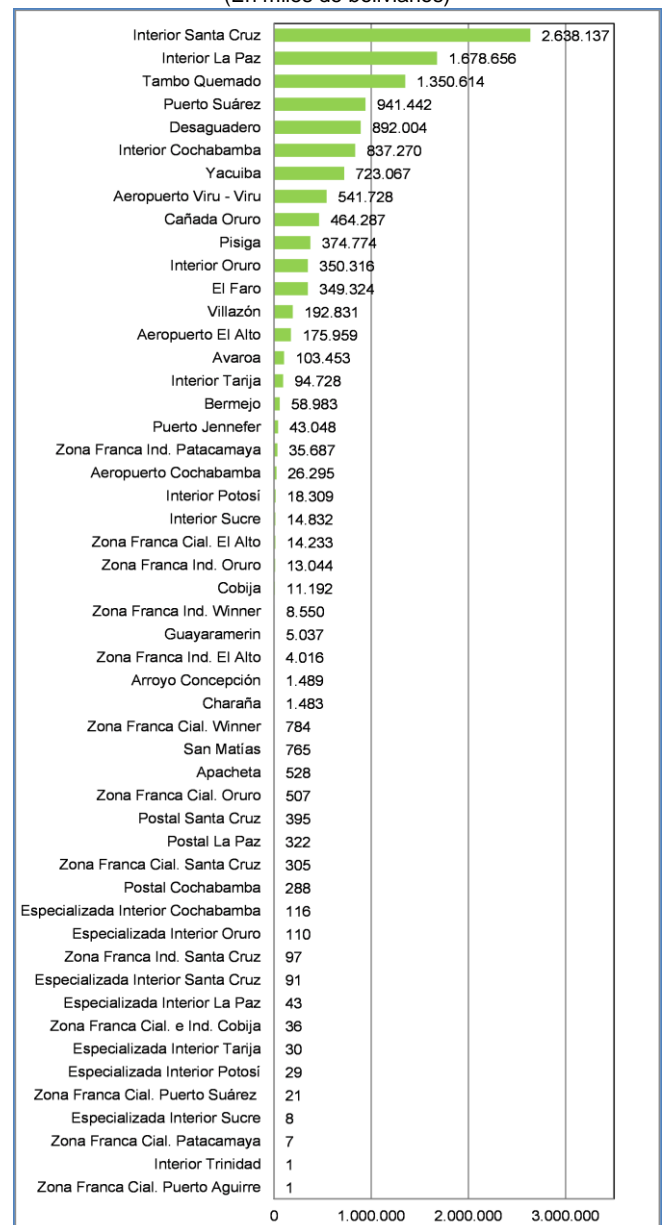 (En miles de bolivianos)
Interior Santa Cruz 2.638.137
Interior La Paz 1.678.656
Tambo Quemado 1.350.614
Puerto Suárez 941.442
Desaguadero 892.004
Interior Cochabamba 837.270
Yacuiba 723.067
Aeropuerto Viru - Viru 541.728
Cañada Oruro 464.287
Pisiga 374.774
Interior Oruro 350.316
El Faro 349.324
Villazón 192.831
Aeropuerto El Alto 175.959
Avaroa 103.453
Interior Tarija 94.728
Bermejo 58.983
Puerto Jennefer 43.048
Zona Franca Ind. Patacamaya 35.687
Aeropuerto Cochabamba 26.295
Interior Potosí 18.309
Interior Sucre 14.832
Zona Franca Cial. El Alto 14.233
Zona Franca Ind. Oruro 13.044
Cobija 11.192
Zona Franca Ind. Winner 8.550
Guayaramerin 5.037
Zona Franca Ind. El Alto 4.016
Arroyo Concepción 1.489
Charaña 1.483
Zona Franca Cial. Winner 784
San Matías 765
Apacheta 528
Zona Franca Cial. Oruro 507
Postal Santa Cruz 395
Postal La Paz 322
Zona Franca Cial. Santa Cruz 305
Postal Cochabamba 288
Especializada Interior Cochabamba 116
Especializada Interior Oruro 110
Zona Franca Ind. Santa Cruz 97
Especializada Interior Santa Cruz 91
Especializada Interior La Paz 43
Zona Franca Cial. e Ind. Cobija 36
Especializada Interior Tarija 30
Especializada Interior Potosí 29
Zona Franca Cial. Puerto Suárez 21
Especializada Interior Sucre 8
Zona Franca Cial. Patacamaya 7
Interior Trinidad 1
Zona Franca Cial. Puerto Aguirre 1
0 1.000.000 2.000.000 3.000.000